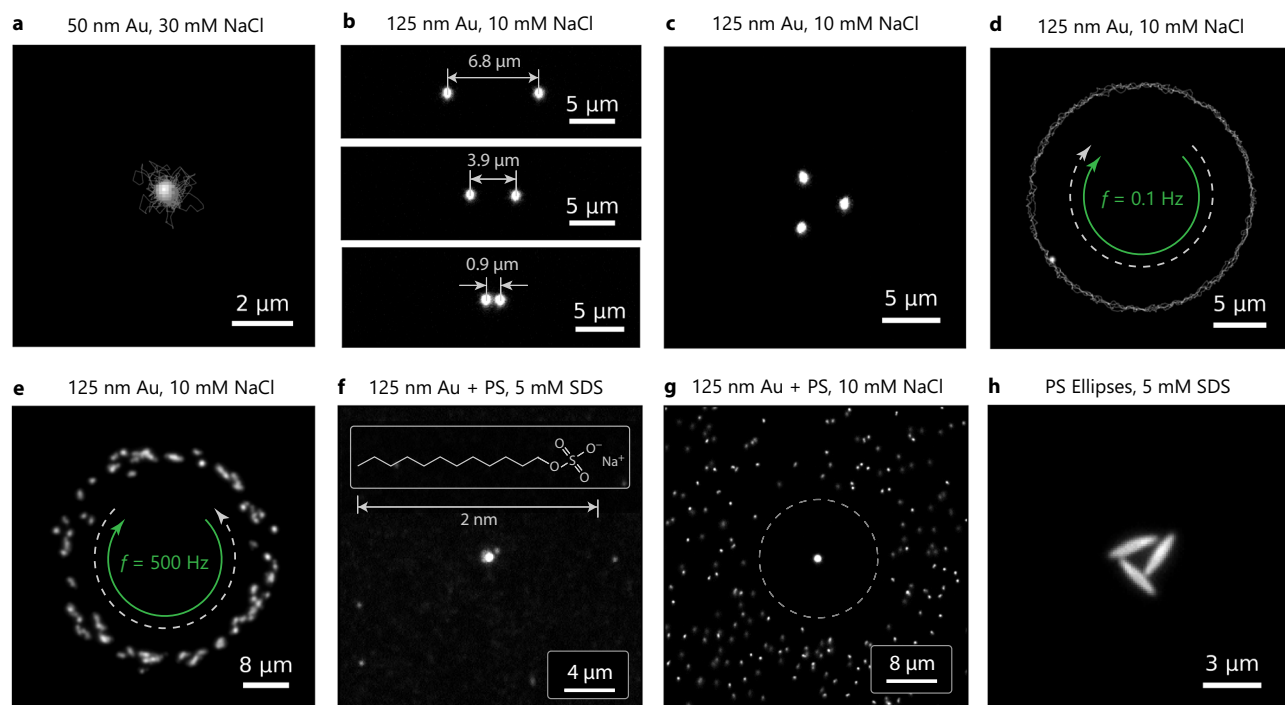 a 50 nm Au, 30 mM NaCl
2 µm
b 125 nm Au, 10 mM NaCl
6.8 µm
5 µm
3.9 µm
5 µm
0.9 µm
5 µm
c 125 nm Au, 10 mM NaCl
5 µm
d 125 nm Au, 10 mM NaCl
f = 0.1 Hz
5 µm
e 125 nm Au, 10 mM NaCl
f = 500 Hz
8 µm
f 125 nm Au + PS, 5 mM SDS
O O⁻
S Na⁺
O O
2 nm
4 µm
g 125 nm Au + PS, 10 mM NaCl
8 µm
h PS Ellipses, 5 mM SDS
3 µm